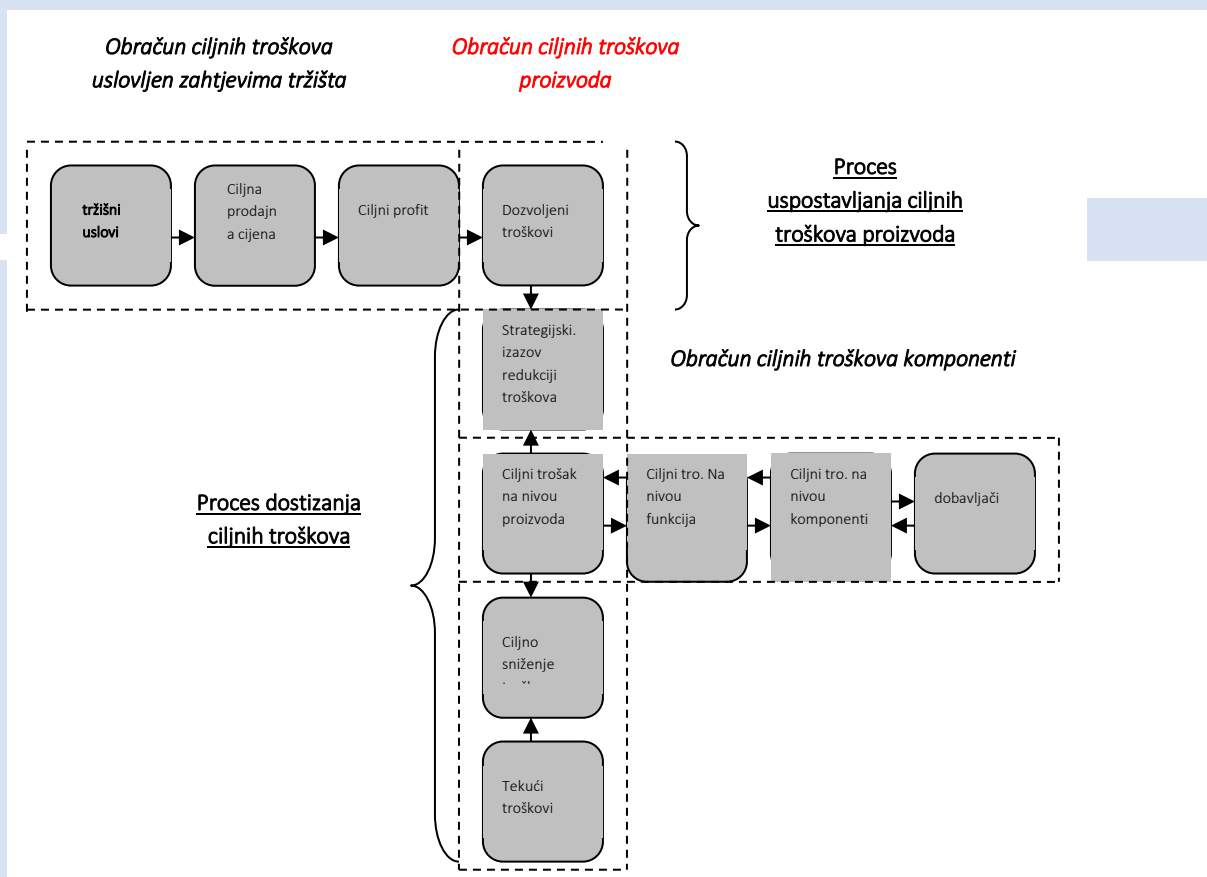 Obračun ciljnih troškova
uslovljen zahtjevima tržišta
Obračun ciljnih troškova
proizvoda
tržišni
uslovi
Ciljna
prodajn
a cijena
Ciljni profit
Dozvoljeni
troškovi
Proces
uspostavljanja ciljnih
troškova proizvoda
Strategijski.
izazov
redukciji
troškova
Obračun ciljnih troškova komponenti
Proces dostizanja
ciljnih troškova
Ciljni trošak
na nivou
proizvoda
Ciljni tro. Na
nivou
funkcija
Ciljni tro. na
nivou
komponenti
dobavljači
Ciljno
sniženje
Tekući
troškovi